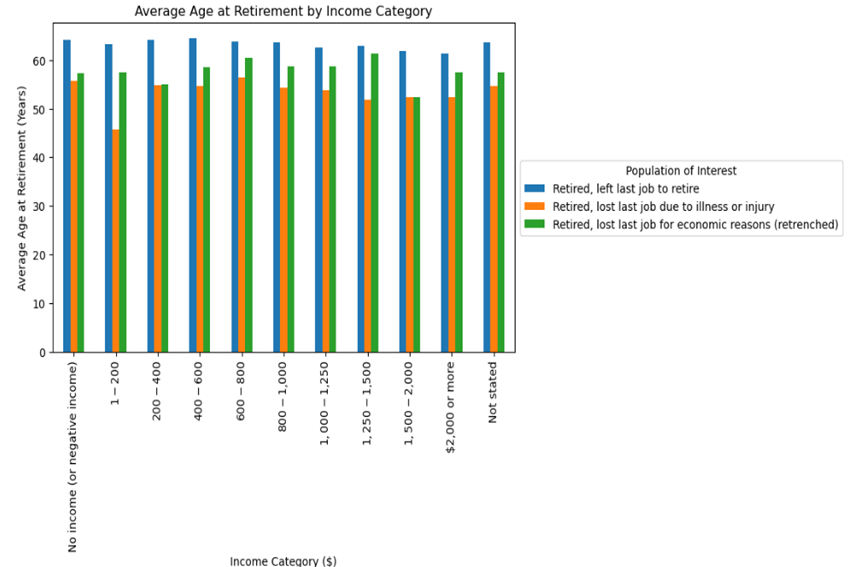 Average Age at Retirement by Income Category
Average Age at Retirement (Years)
60
50
40
30
20
10
0
No income (or negative income)
1 − 200
200 − 400
400 − 600
600 − 800
800 − 1,000
1,000 − 1,250
1,250 − 1,500
1,500 − 2,000
$2,000 or more
Not stated
Income Category ($)
Population of Interest
Retired, left last job to retire
Retired, lost last job due to illness or injury
Retired, lost last job for economic reasons (retrenched)